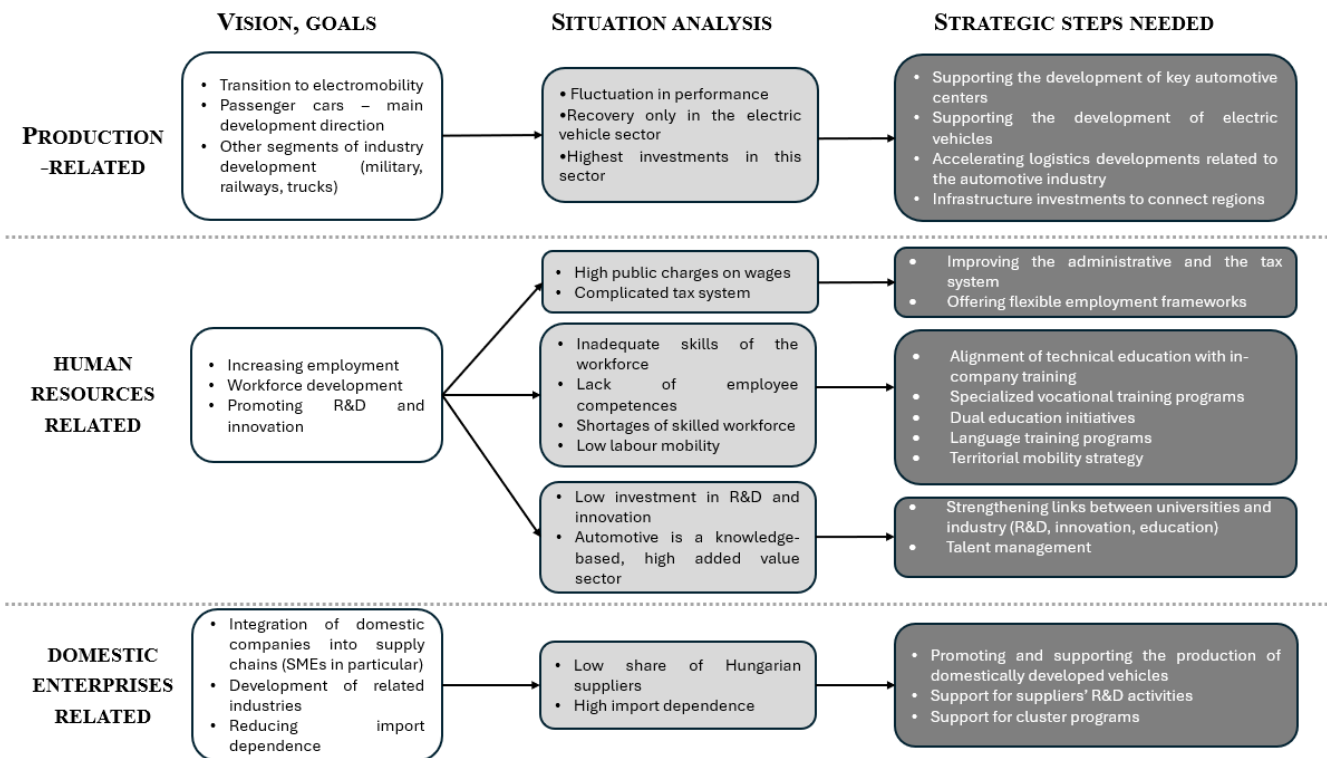 VISION, GOALS
SITUATION ANALYSIS
STRATEGIC STEPS NEEDED
PRODUCTION
-RELATED
• Transition to electromobility
• Passenger cars – main
development direction
• Other segments of industry
development (military,
railways, trucks)
• Fluctuation in performance
•Recovery only in the electric
vehicle sector
•Highest investments in this
sector
• Supporting the development of key automotive
centers
• Supporting the development of electric
vehicles
• Accelerating logistics developments related to
the automotive industry
• Infrastructure investments to connect regions
HUMAN
RESOURCES
RELATED
• Increasing employment
• Workforce development
• Promoting R&D and
innovation
• High public charges on wages
• Complicated tax system
• Improving the administrative and the tax
system
• Offering flexible employment frameworks
• Inadequate skills of the
workforce
• Lack of employee
competences
• Shortages of skilled workforce
• Low labour mobility
• Alignment of technical education with in-
company training
• Specialized vocational training programs
• Dual education initiatives
• Language training programs
• Territorial mobility strategy
• Low investment in R&D and
innovation
• Automotive is a knowledge-
based, high added value
sector
• Strengthening links between universities and
industry (R&D, innovation, education)
• Talent management
DOMESTIC
ENTERPRISES
RELATED
• Integration of domestic
companies into supply
chains (SMEs in particular)
• Development of related
industries
• Reducing import
dependence
• Low share of Hungarian
suppliers
• High import dependence
• Promoting and supporting the production of
domestically developed vehicles
• Support for suppliers' R&D activities
• Support for cluster programs